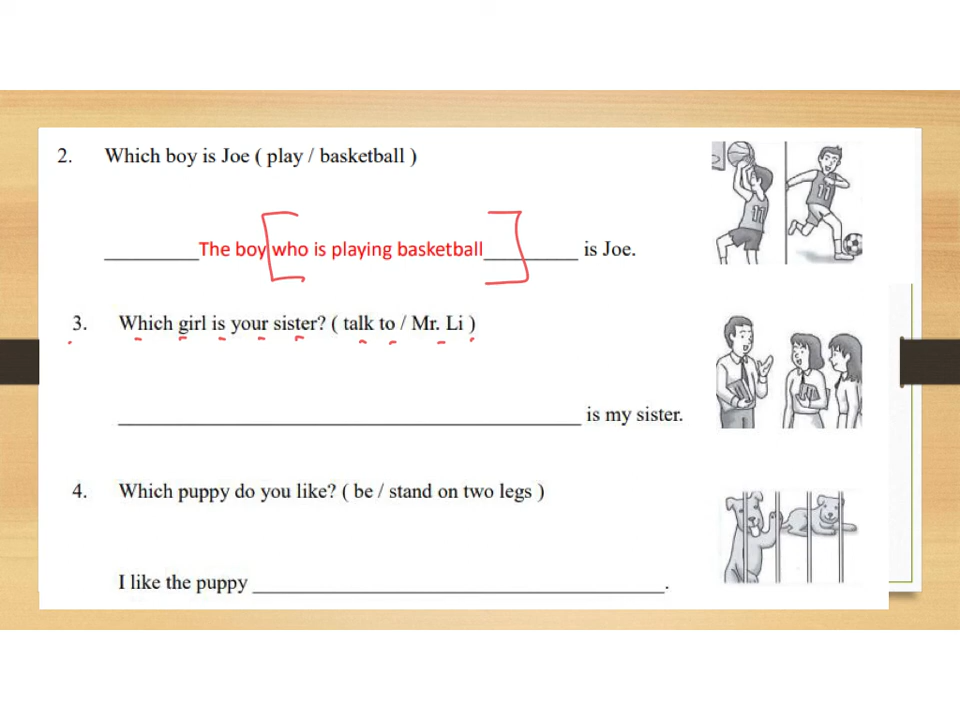 2. Which boy is Joe ( play / basketball )
The boy who is playing basketball is Joe.
3. Which girl is your sister? ( talk to / Mr. Li )
is my sister.
4. Which puppy do you like? ( be / stand on two legs )
I like the puppy .